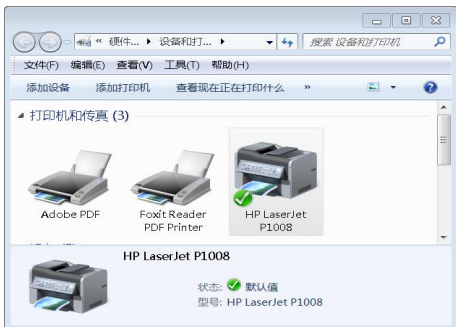 « 硬件... ▸ 设备和打... ▸
搜索 设备和打印机
文件(F) 编辑(E) 查看(V) 工具(T) 帮助(H)
添加设备 添加打印机 查看现在正在打印什么 »
打印机和传真 (3)
Adobe PDF
Foxit Reader
PDF Printer
HP LaserJet
P1008
HP LaserJet P1008
状态: 默认值
型号: HP LaserJet P1008